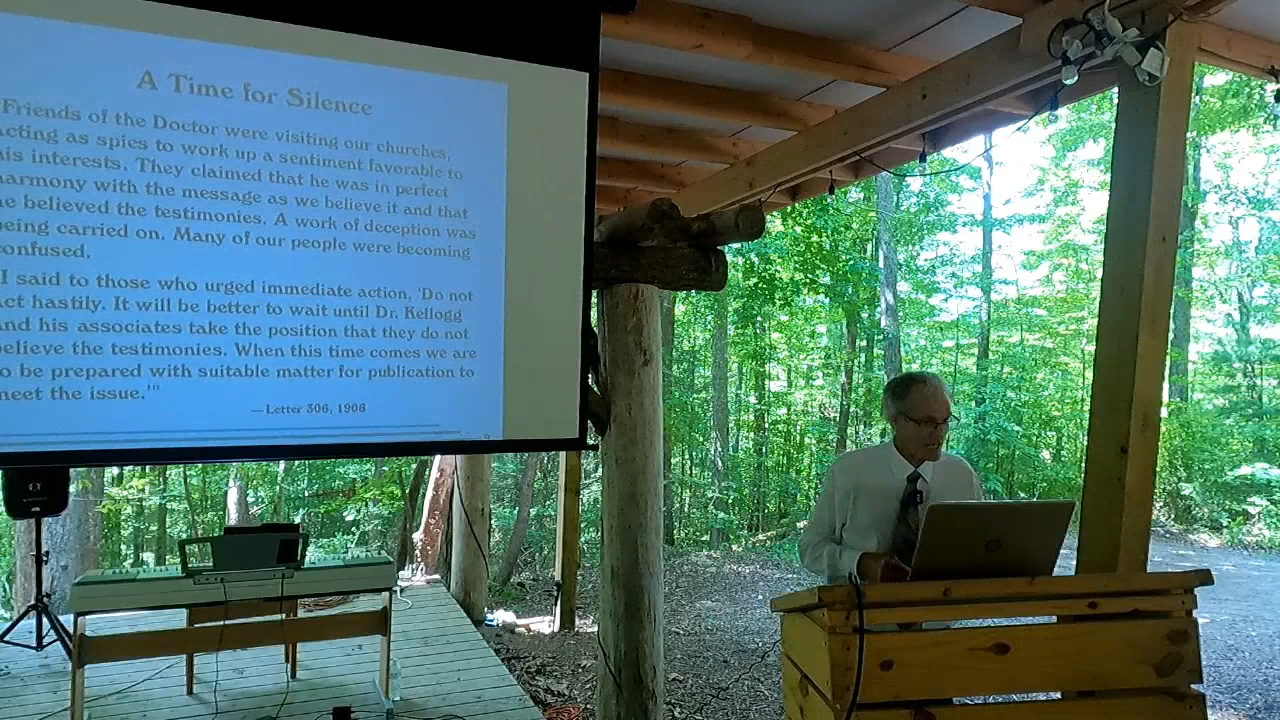 A Time for Silence
Friends of the Doctor were visiting our churches,
acting as spies to work up a sentiment favorable to
his interests. They claimed that he was in perfect
harmony with the message as we believe it and that
he believed the testimonies. A work of deception was
being carried on. Many of our people were becoming
confused.
"I said to those who urged immediate action, 'Do not
act hastily. It will be better to wait until Dr. Kellogg
and his associates take the position that they do not
believe the testimonies. When this time comes we are
to be prepared with suitable matter for publication to
meet the issue.'"
—Letter 306, 1906